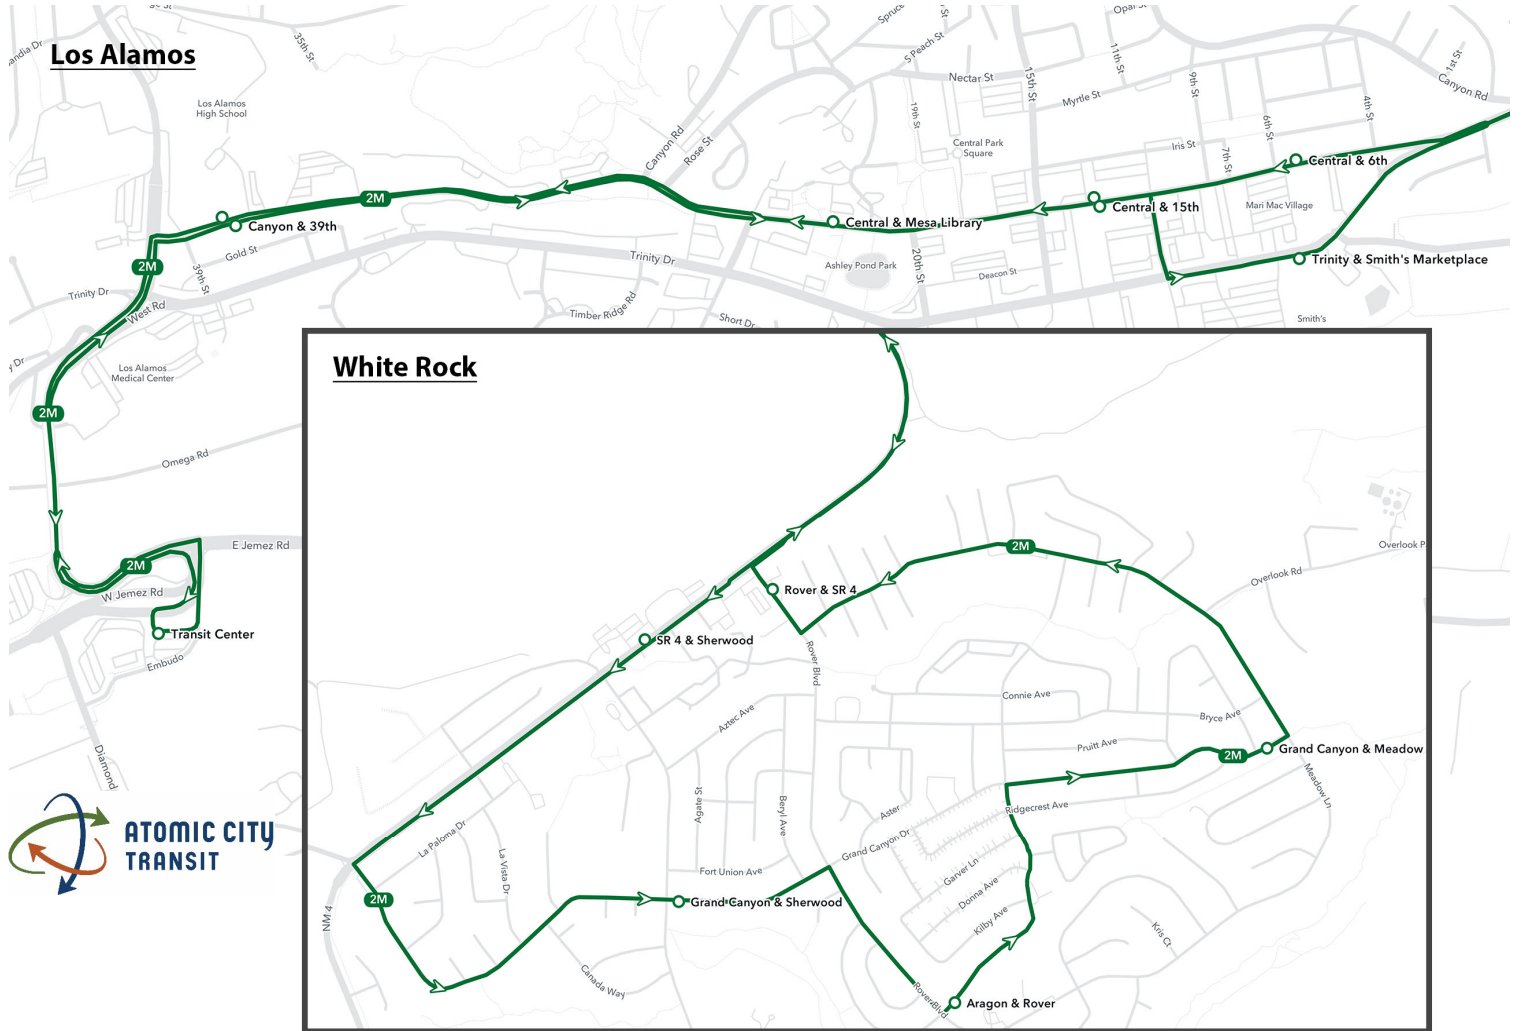 Los Alamos
35th St
Los Alamos
High School
Canyon Rd
Rose St
S Peach St
Nectar St
15th St
11th St
Myrtle St
9th St
1st St
Canyon Rd
4th St
6th St
7th St
19th St
Central Park
Square
Iris St
Central & 6th
2M
Canyon & 39th
Central & Mesa Library
Central & 15th
Mari Mac Village
Gold St
39th St
2M
Trinity Dr
Trinity Dr
West Rd
Ashley Pond Park
20th St
Deacon St
Trinity & Smith's Marketplace
Timber Ridge Rd
Short Dr
Smith's
Los Alamos
Medical Center
2M
Omega Rd
E Jemez Rd
2M
W Jemez Rd
Transit Center
Embudo
Diamond
White Rock
2M
Overlook Rd
Overlook P
Rover & SR 4
SR 4 & Sherwood
Rover Blvd
Connie Ave
Aztec Ave
Bryce Ave
Pruitt Ave
2M
Grand Canyon & Meadow
Meadow Ln
Agate St
Beryl Ave
Aster
Ridgecrest Ave
Grand Canyon Dr
La Paloma Dr
La Vista Dr
Fort Union Ave
Garver Ln
Donna Ave
Kilby Ave
2M
Grand Canyon & Sherwood
NM 4
Kris Ct
Canada Way
Rover Blvd
Aragon & Rover
ATOMIC CITY
TRANSIT